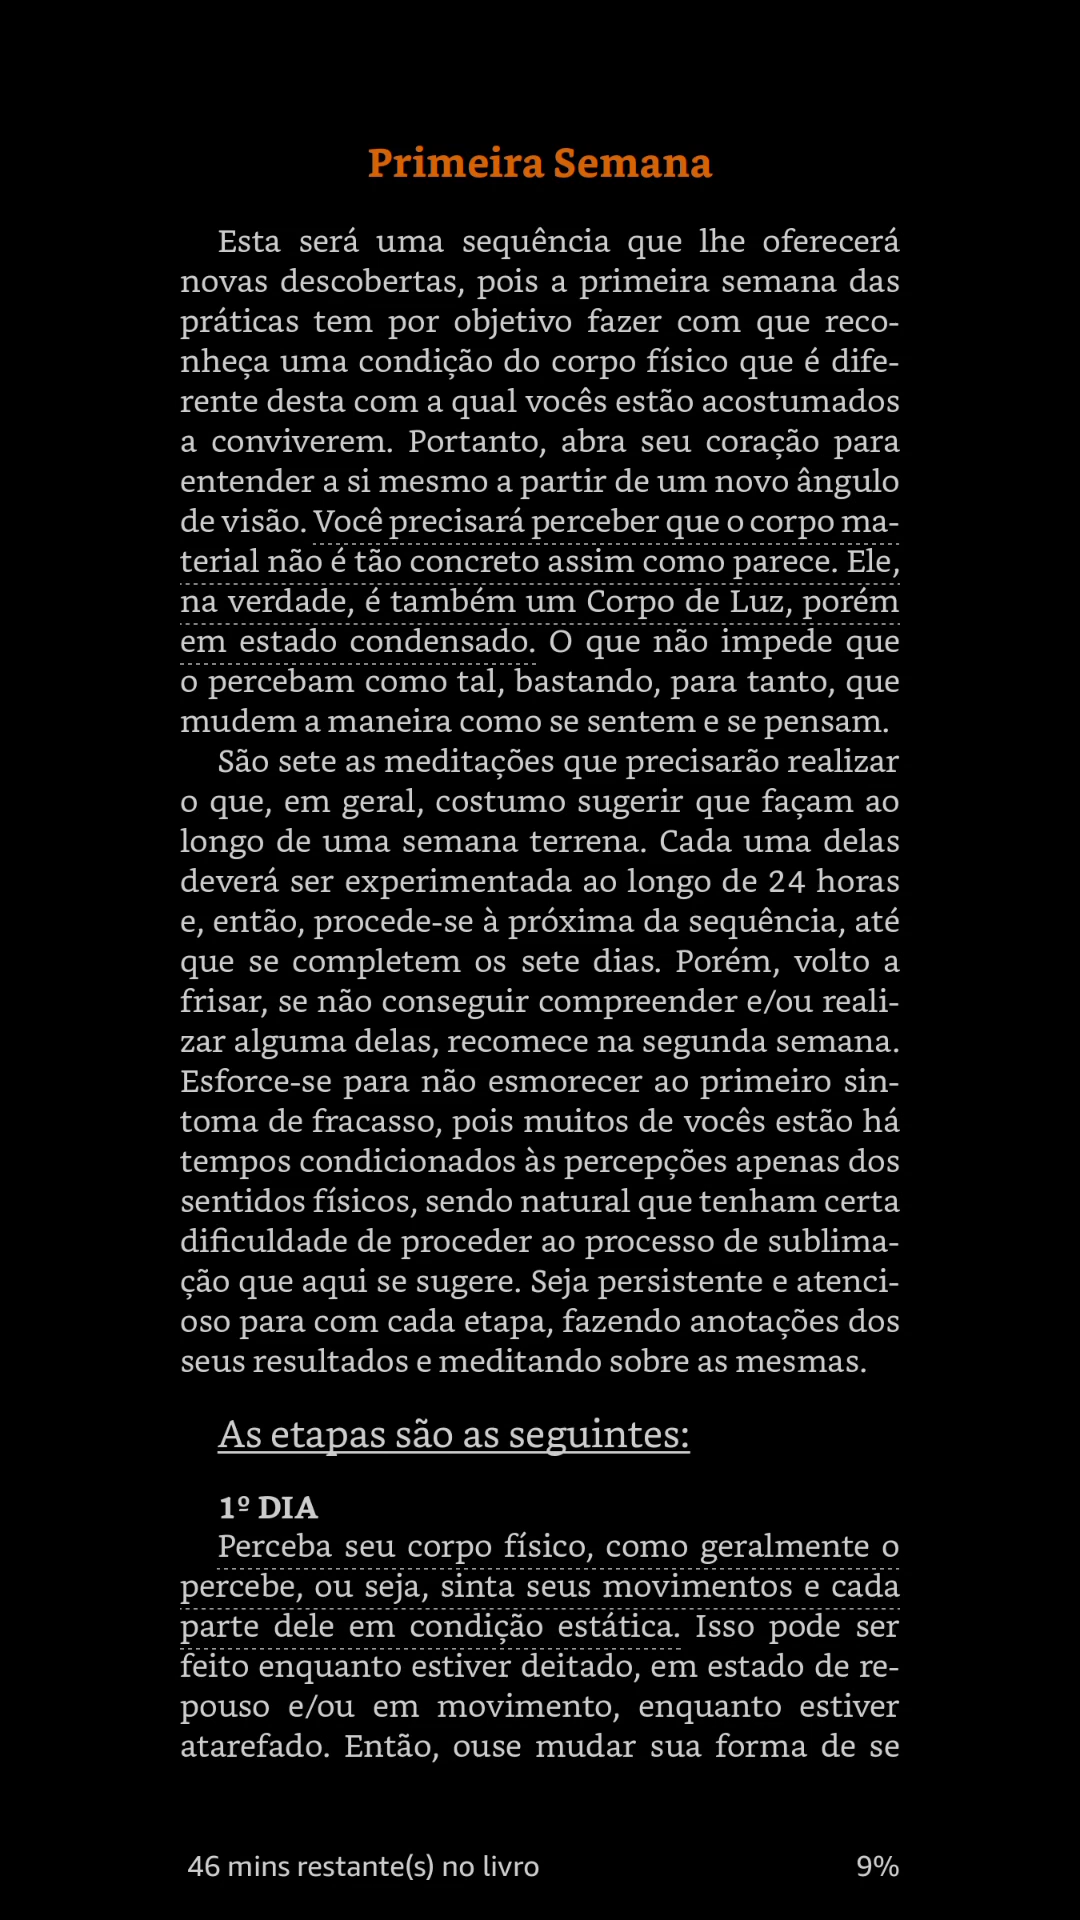 Primeira Semana
Esta será uma sequência que lhe oferecerá
novas descobertas, pois a primeira semana das
práticas tem por objetivo fazer com que reco-
nheça uma condição do corpo físico que é dife-
rente desta com a qual vocês estão acostumados
a conviverem. Portanto, abra seu coração para
entender a si mesmo a partir de um novo ângulo
de visão. Você precisará perceber que o corpo ma-
terial não é tão concreto assim como parece. Ele,
na verdade, é também um Corpo de Luz, porém
em estado condensado. O que não impede que
o percebam como tal, bastando, para tanto, que
mudem a maneira como se sentem e se pensam.
São sete as meditações que precisarão realizar
o que, em geral, costumo sugerir que façam ao
longo de uma semana terrena. Cada uma delas
deverá ser experimentada ao longo de 24 horas
e, então, procede-se à próxima da sequência, até
que se completem os sete dias. Porém, volto a
frisar, se não conseguir compreender e/ou reali-
zar alguma delas, recomece na segunda semana.
Esforce-se para não esmorecer ao primeiro sin-
toma de fracasso, pois muitos de vocês estão há
tempos condicionados às percepções apenas dos
sentidos físicos, sendo natural que tenham certa
dificuldade de proceder ao processo de sublima-
ção que aqui se sugere. Seja persistente e atenci-
oso para com cada etapa, fazendo anotações dos
seus resultados e meditando sobre as mesmas.
As etapas são as seguintes:
1º DIA
Perceba seu corpo físico, como geralmente o
percebe, ou seja, sinta seus movimentos e cada
parte dele em condição estática. Isso pode ser
feito enquanto estiver deitado, em estado de re-
pouso e/ou em movimento, enquanto estiver
atarefado. Então, ouse mudar sua forma de se
46 mins restante(s) no livro 9%